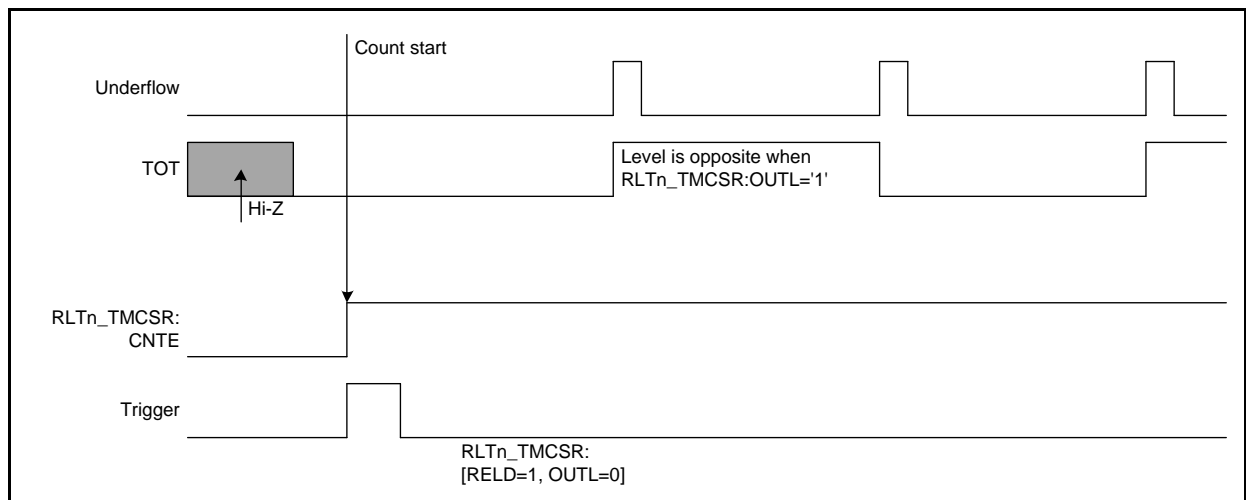 Count start
Underflow
TOT
Level is opposite when
RLTn_TMCSR:OUTL='1'
Hi-Z
RLTn_TMCSR:
CNTE
Trigger
RLTn_TMCSR:
[RELD=1, OUTL=0]